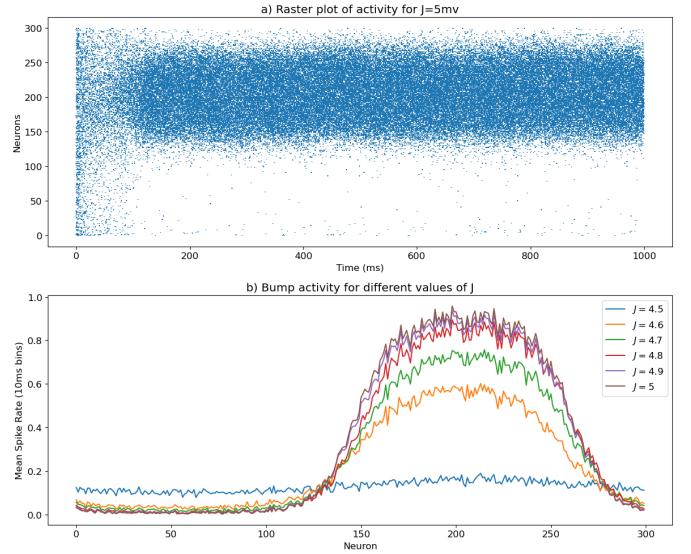 a) Raster plot of activity for J=5mv
300
250
200
150
100
50
0
Neurons
0 200 400 600 800 1000
Time (ms)
b) Bump activity for different values of J
1.0
0.8
0.6
0.4
0.2
0.0
Mean Spike Rate (10ms bins)
J = 4.5
J = 4.6
J = 4.7
J = 4.8
J = 4.9
J = 5
0 50 100 150 200 250 300
Neuron